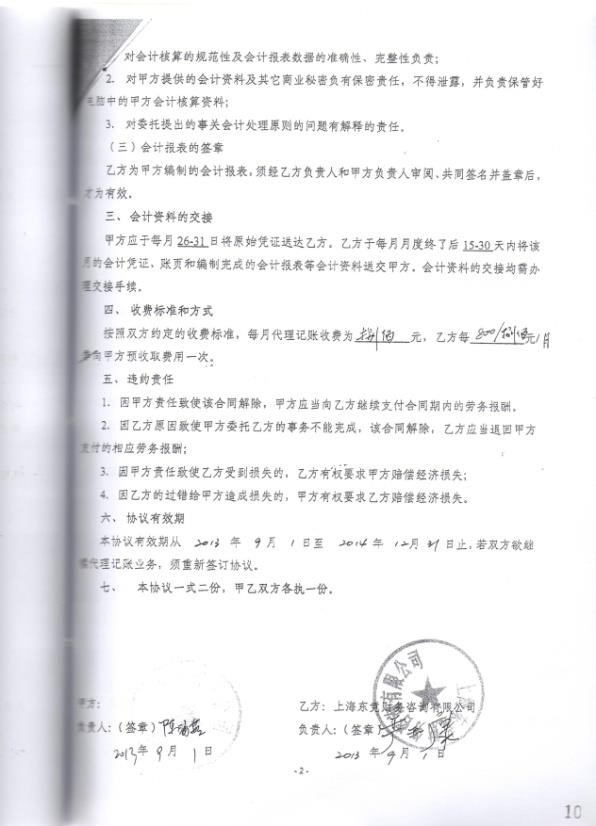 对会计核算的规范性及会计报表数据的准确性、完整性负责；
2. 对甲方提供的会计资料及其它商业秘密负有保密责任，不得泄露，并负责保管好
电脑中的甲方会计核算资料；
3. 对委托提出的事关会计处理原则的问题有解释的责任。
（三）会计报表的签章
乙方为甲方编制的会计报表，须经乙方负责人和甲方负责人审阅、共同签名并盖章后，
才为有效。
三、会计资料的交接
甲方应于每月 26-31 日将原始凭证送达乙方。乙方于每月月度终了后 15-30 天内将该
月的会计凭证、账页和编制完成的会计报表等会计资料送交甲方。会计资料的交接均需办
理交接手续。
四、 收费标准和方式
按照双方约定的收费标准，每月代理记账收费为 捌佰 元，乙方每 800/捌佰元/月
向甲方预收取费用一次。
五、违约责任
1. 因甲方责任致使该合同解除，甲方应当向乙方继续支付合同期内的劳务报酬。
2. 因乙方原因致使甲方委托乙方的事务不能完成，该合同解除，乙方应当退回甲方
支付的相应劳务报酬；
3. 因甲方责任致使乙方受到损失的，乙方有权要求甲方赔偿经济损失；
4. 因乙方的过错给甲方造成损失的，甲方有权要求乙方赔偿经济损失。
六、 协议有效期
本协议有效期从 2013 年 9 月 1 日至 2014 年 12 月 31 日止，若双方欲继
续代理记账业务，须重新签订协议。
七、 本协议一式二份，甲乙双方各执一份。
甲方：
负责人：（签章）
2013年 9 月 1 日
乙方：上海东竞财务咨询有限公司
负责人：（签章）
2013 年 9 月 1 日
- 2 -
10